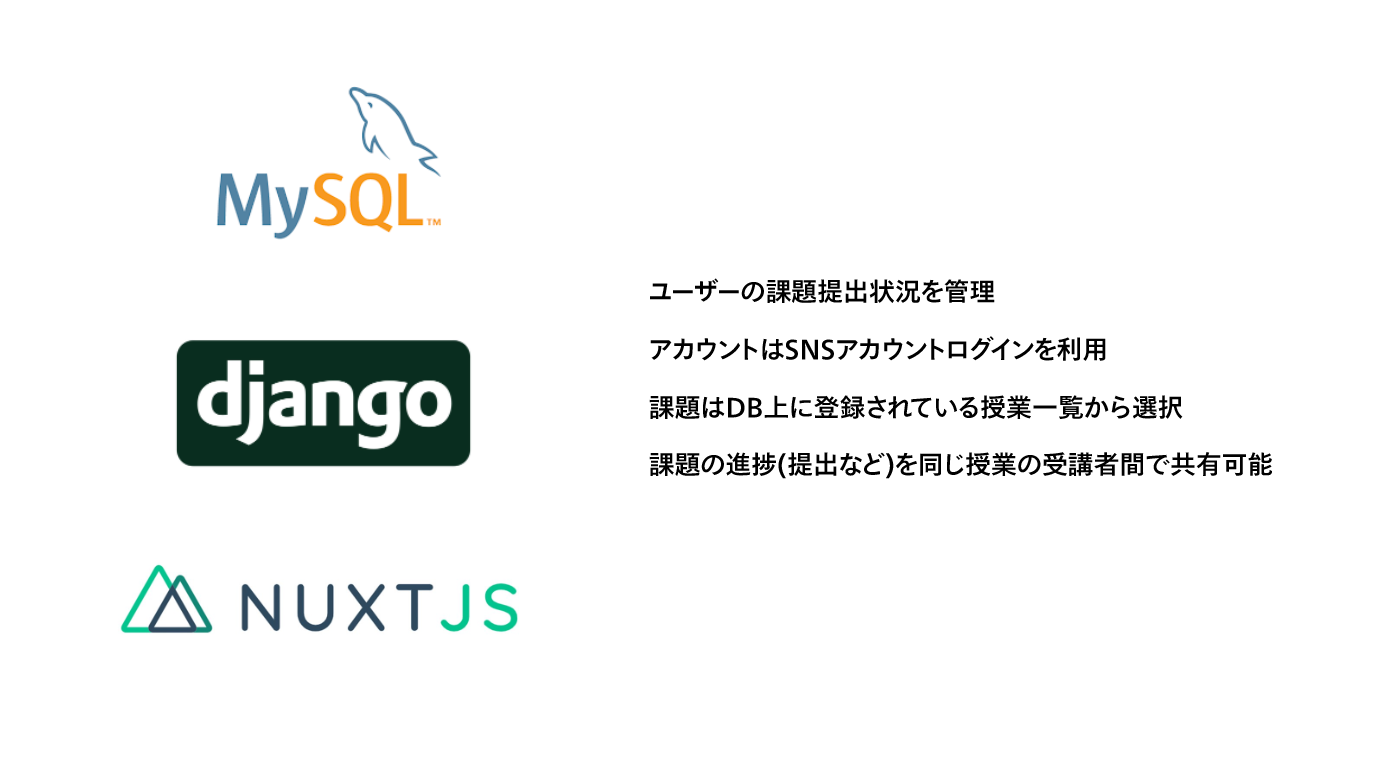 MySQL™
django
NUXTJS
ユーザーの課題提出状況を管理
アカウントはSNSアカウントログインを利用
課題はDB上に登録されている授業一覧から選択
課題の進捗(提出など)を同じ授業の受講者間で共有可能